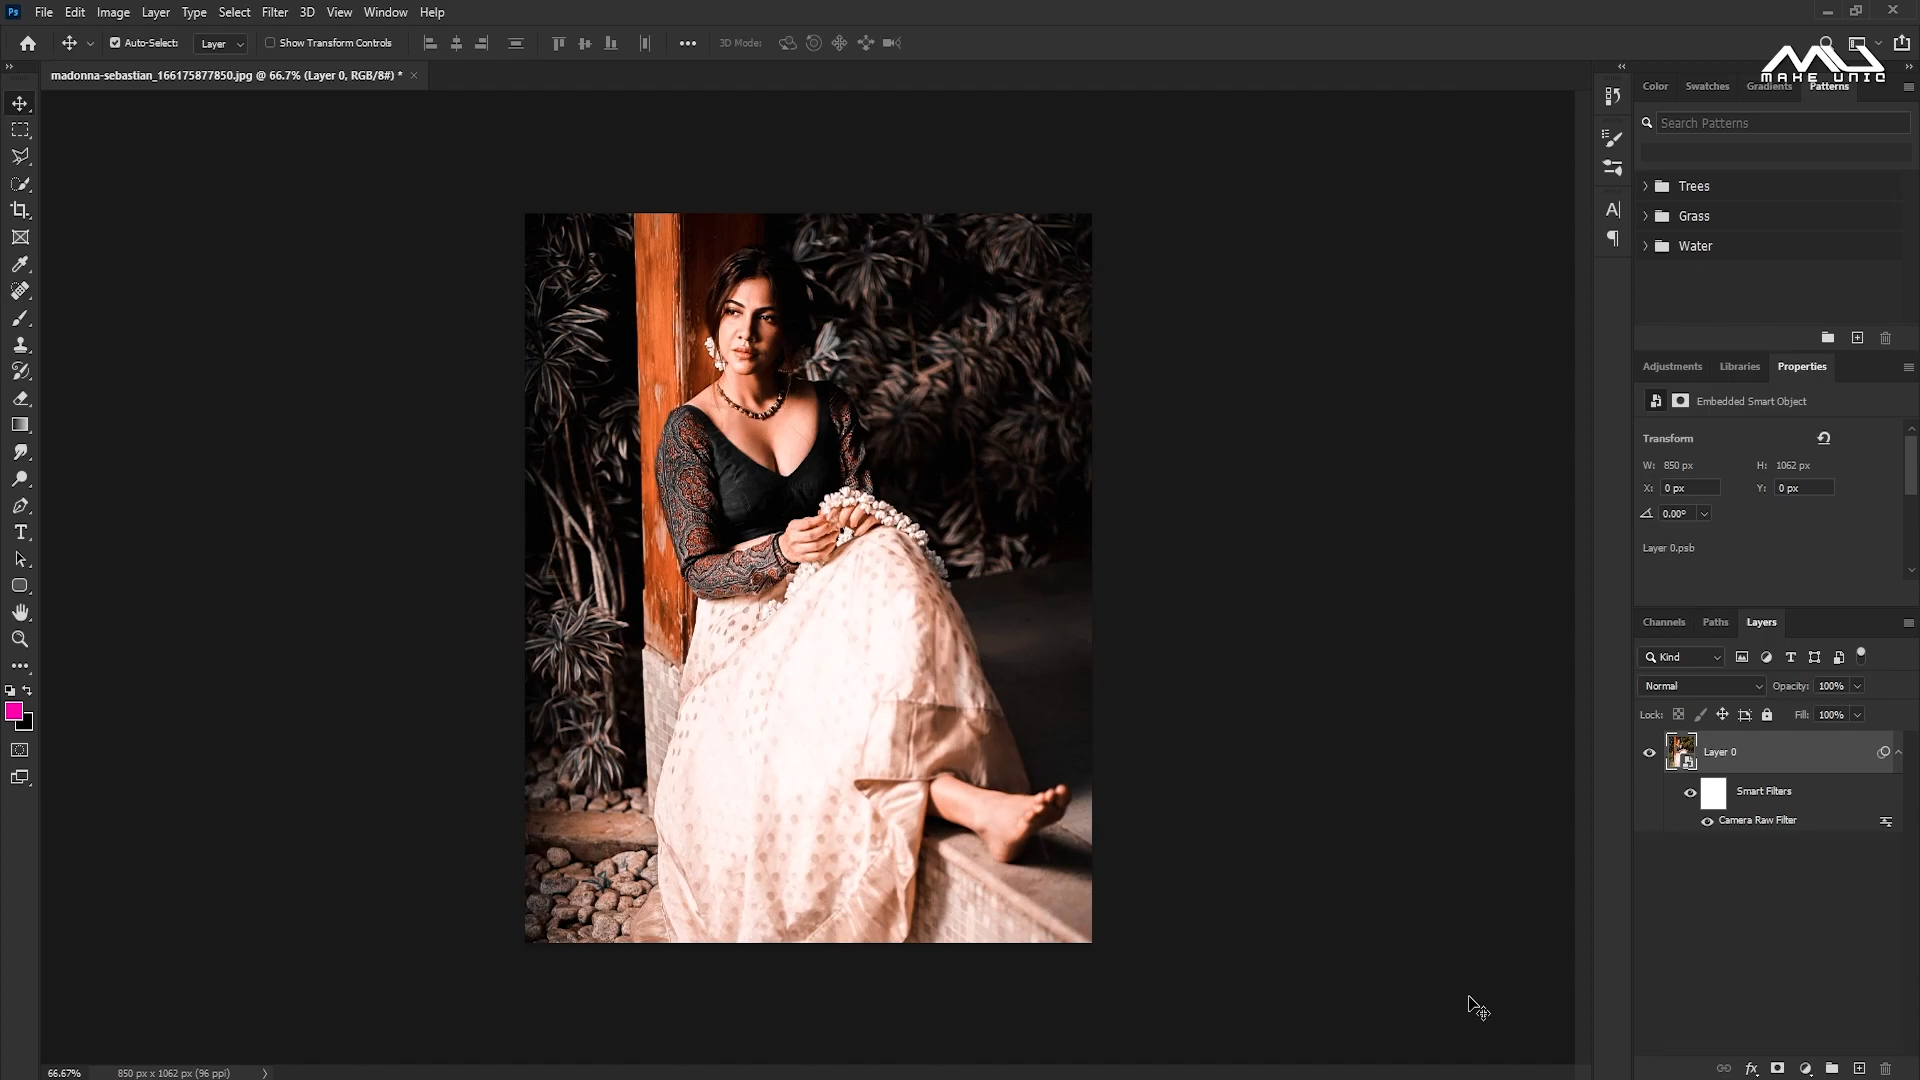 Ps File Edit Image Layer Type Select Filter 3D View Window Help
Auto-Select: Layer Show Transform Controls 3D Mode:
MU
MAKE UNIC
madonna-sebastian_166175877850.jpg @ 66.7% (Layer 0, RGB/8#) *
Color Swatches Gradients Patterns
Search Patterns
Trees
Grass
Water
Adjustments Libraries Properties
Embedded Smart Object
Transform
W: 850 px H: 1062 px
X: 0 px Y: 0 px
0.00°
Layer 0.psb
Channels Paths Layers
Kind
Normal Opacity: 100%
Lock: Fill: 100%
Layer 0
Smart Filters
Camera Raw Filter
66.67% 850 px x 1062 px (96 ppi)